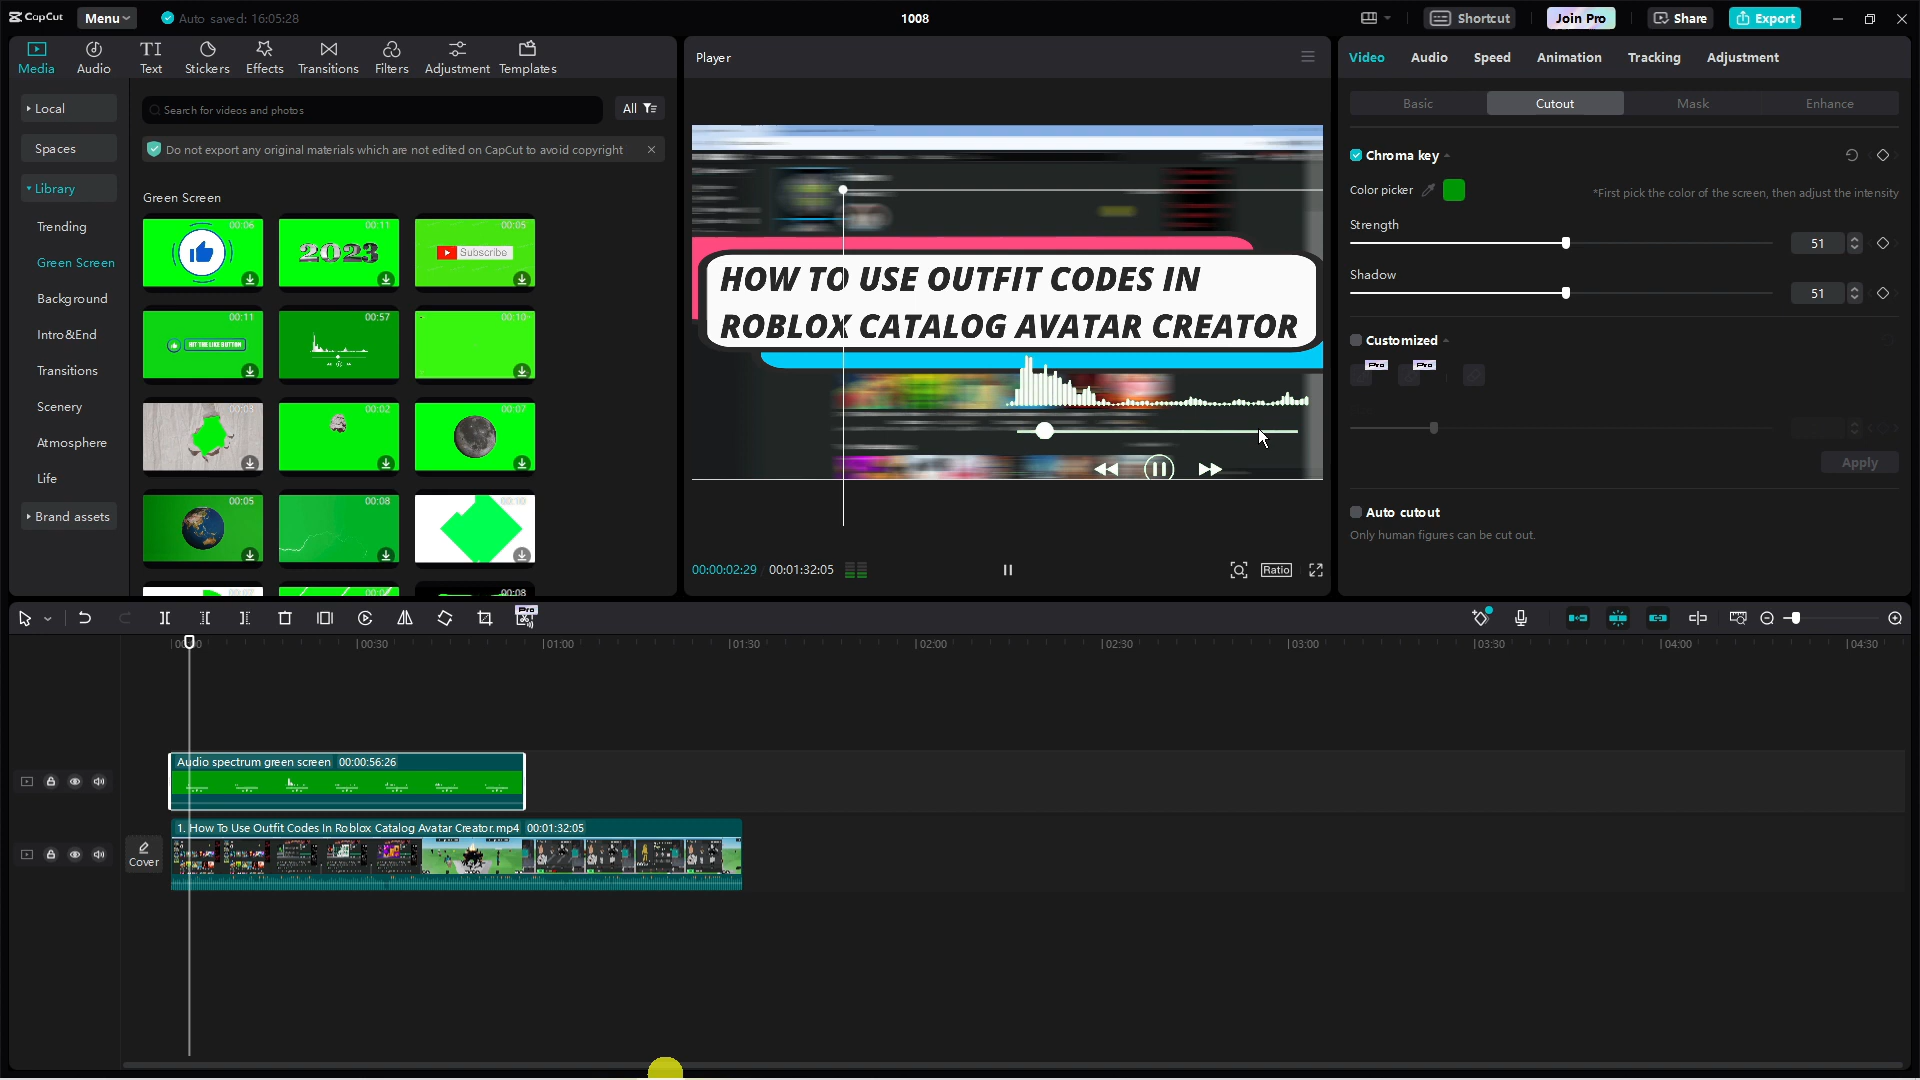 CapCut
Menu
Auto saved: 16:05:28
1008
Shortcut
Join Pro
Share
Export
Media
Audio
Text
Stickers
Effects
Transitions
Filters
Adjustment
Templates
Local
Spaces
Library
Trending
Green Screen
Background
Intro&End
Transitions
Scenery
Atmosphere
Life
Brand assets
Search for videos and photos
All
Do not export any original materials which are not edited on CapCut to avoid copyright
Green Screen
00:06
00:11
2023
00:05
Subscribe
00:11
HIT THE LIKE BUTTON
00:57
00:10
00:03
00:02
00:07
00:05
00:08
00:10
00:08
Player
HOW TO USE OUTFIT CODES IN
ROBLOX CATALOG AVATAR CREATOR
00:00:02:29
00:01:32:05
Ratio
Video
Audio
Speed
Animation
Tracking
Adjustment
Basic
Cutout
Mask
Enhance
Chroma key
Color picker
*First pick the color of the screen, then adjust the intensity
Strength
51
Shadow
51
Customized
Pro
Pro
Apply
Auto cutout
Only human figures can be cut out.
Pro
00:30
01:00
01:30
02:00
02:30
03:00
03:30
04:00
04:30
Audio spectrum green screen 00:00:56:26
Cover
1. How To Use Outfit Codes In Roblox Catalog Avatar Creator.mp4 00:01:32:05